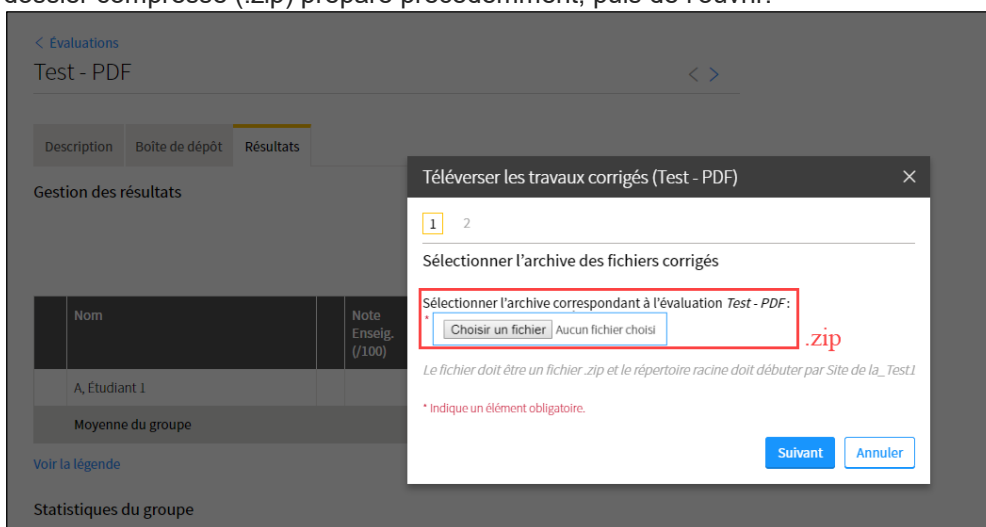 dossier compressé (.zip) préparé précédemment, puis de l'ouvrir.
< Évaluations
Test - PDF
< >
Description Boîte de dépôt Résultats
Gestion des résultats
Téléverser les travaux corrigés (Test - PDF) ×
1 2
Sélectionner l'archive des fichiers corrigés
Sélectionner l'archive correspondant à l'évaluation Test - PDF :
* Choisir un fichier Aucun fichier choisi
.zip
Le fichier doit être un fichier .zip et le répertoire racine doit débuter par Site de la_Test1
* Indique un élément obligatoire.
Suivant Annuler
Nom Note
Enseig.
(/100)
A, Étudiant 1
Moyenne du groupe
Voir la légende
Statistiques du groupe